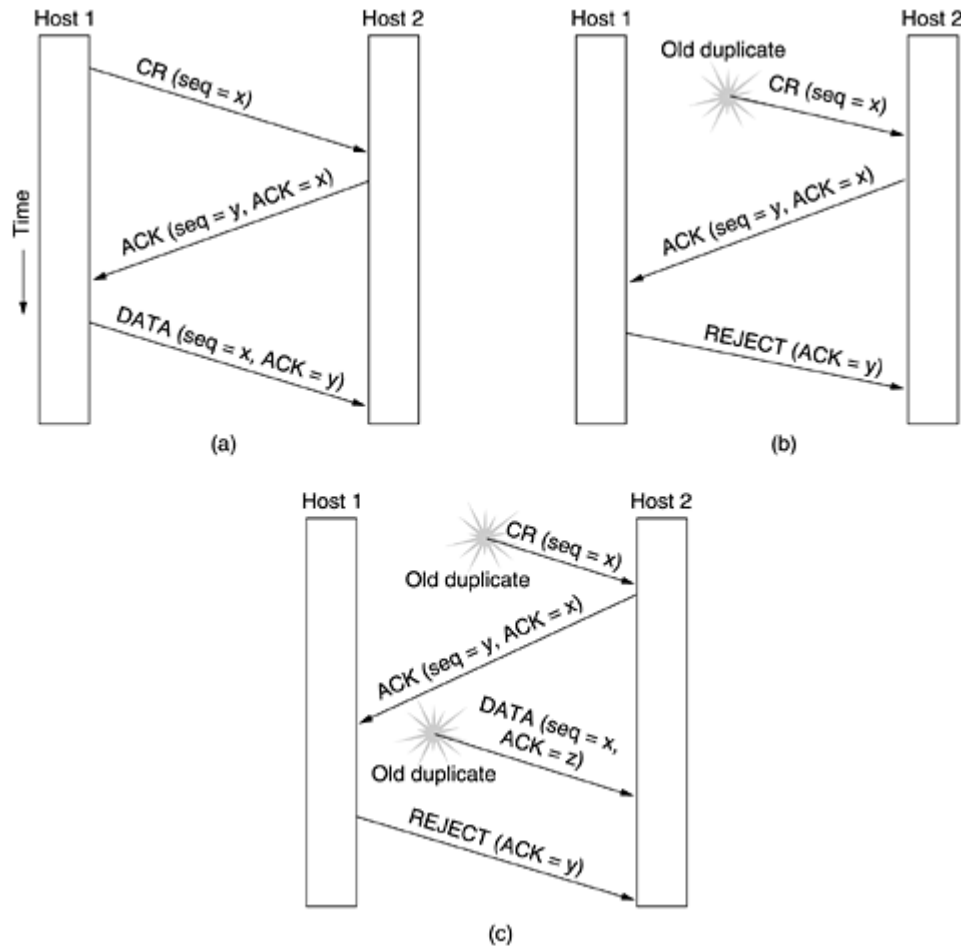 Host 1
Host 2
CR (seq = x)
ACK (seq = y, ACK = x)
DATA (seq = x, ACK = y)
Time
(a)
Host 1
Host 2
Old duplicate
CR (seq = x)
ACK (seq = y, ACK = x)
REJECT (ACK = y)
(b)
Host 1
Host 2
CR (seq = x)
Old duplicate
ACK (seq = y, ACK = x)
DATA (seq = x,
ACK = z)
Old duplicate
REJECT (ACK = y)
(c)